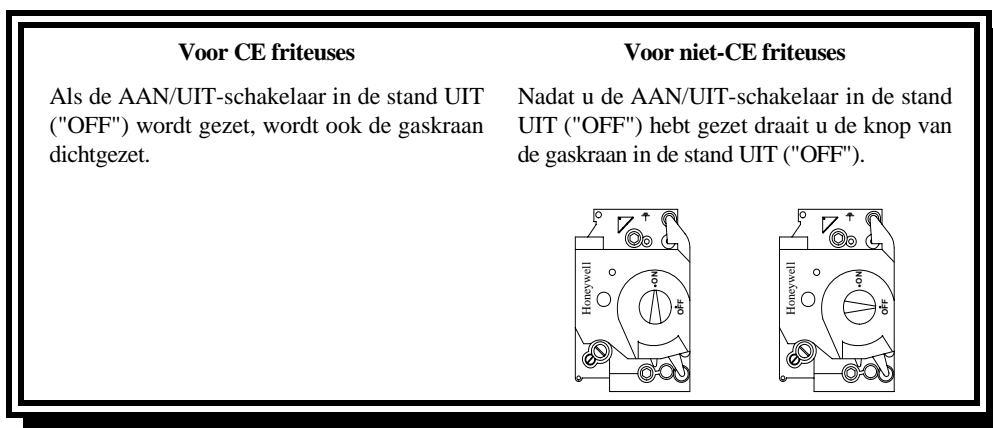 Voor CE friteuses
Als de AAN/UIT-schakelaar in de stand UIT
("OFF") wordt gezet, wordt ook de gaskraan
dichtgezet.
Voor niet-CE friteuses
Nadat u de AAN/UIT-schakelaar in de stand
UIT ("OFF") hebt gezet draait u de knop van
de gaskraan in de stand UIT ("OFF").
Honeywell
ON
OFF
Honeywell
ON
OFF